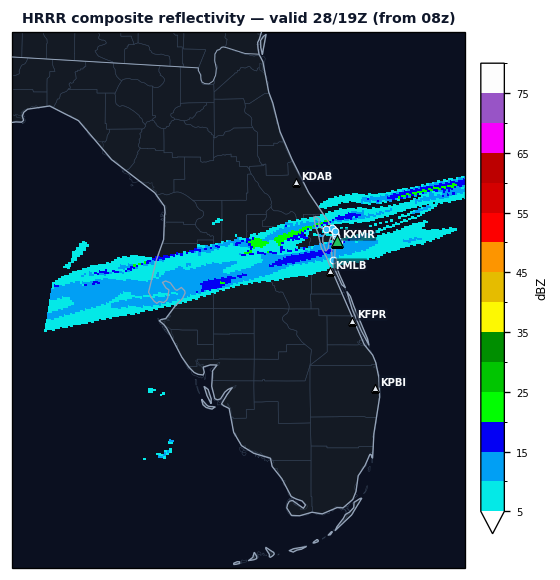 HRRR composite reflectivity — valid 28/19Z (from 08z)
KDAB
KXMR
KMLB
KFPR
KPBI
75
65
55
45
35
25
15
5
dBZ